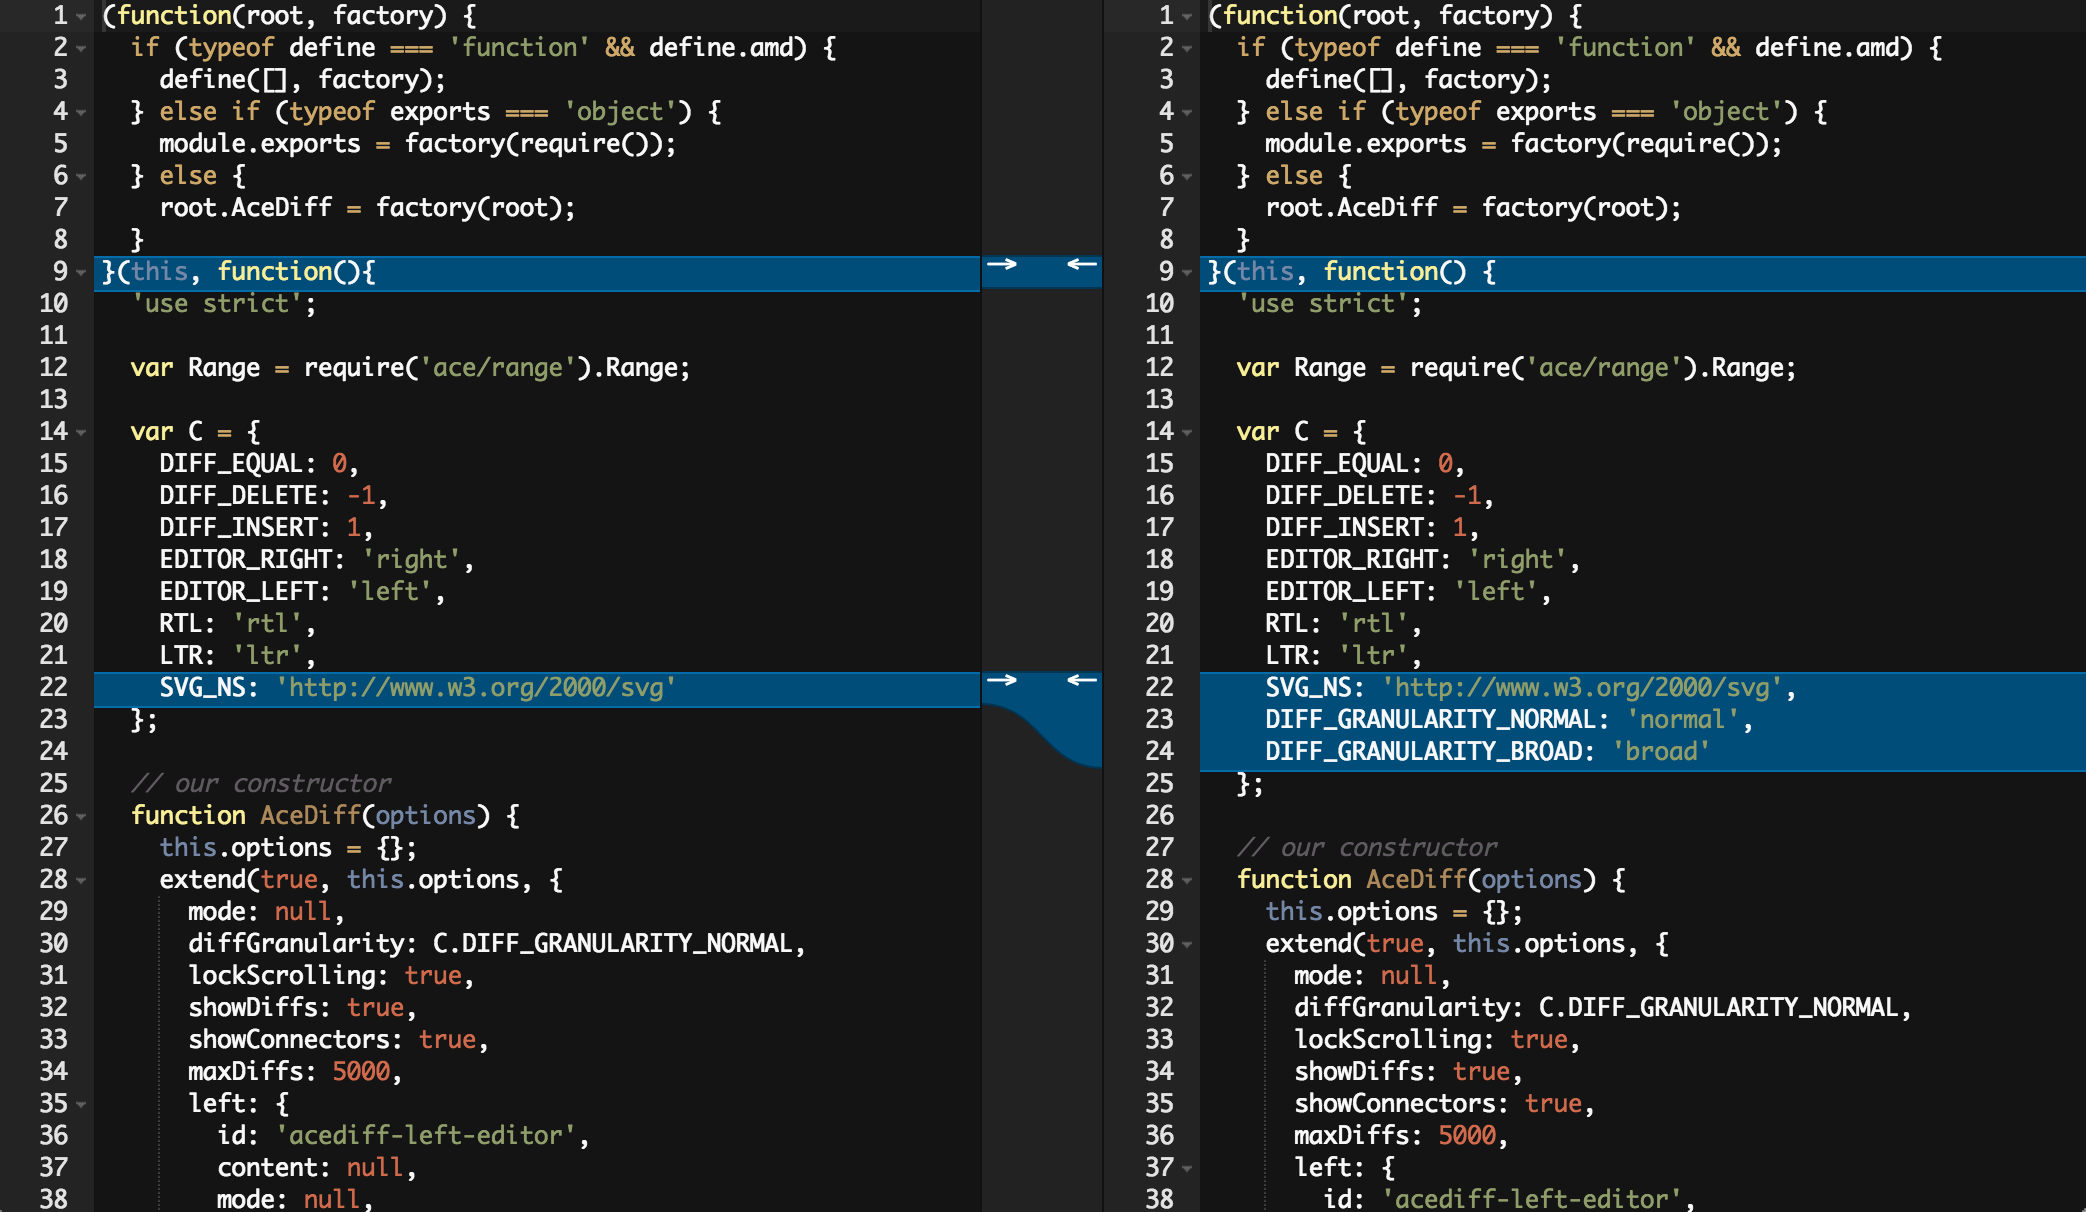 1 (function(root, factory) {
2   if (typeof define === 'function' && define.amd) {
3     define([], factory);
4   } else if (typeof exports === 'object') {
5     module.exports = factory(require());
6   } else {
7     root.AceDiff = factory(root);
8   }
9 }(this, function(){
10   'use strict';
11
12   var Range = require('ace/range').Range;
13
14   var C = {
15     DIFF_EQUAL: 0,
16     DIFF_DELETE: -1,
17     DIFF_INSERT: 1,
18     EDITOR_RIGHT: 'right',
19     EDITOR_LEFT: 'left',
20     RTL: 'rtl',
21     LTR: 'ltr',
22     SVG_NS: 'http://www.w3.org/2000/svg'
23   };
24
25   // our constructor
26   function AceDiff(options) {
27     this.options = {};
28     extend(true, this.options, {
29       mode: null,
30       diffGranularity: C.DIFF_GRANULARITY_NORMAL,
31       lockScrolling: true,
32       showDiffs: true,
33       showConnectors: true,
34       maxDiffs: 5000,
35       left: {
36         id: 'acediff-left-editor',
37         content: null,
38         mode: null,
1 (function(root, factory) {
2   if (typeof define === 'function' && define.amd) {
3     define([], factory);
4   } else if (typeof exports === 'object') {
5     module.exports = factory(require());
6   } else {
7     root.AceDiff = factory(root);
8   }
9 }(this, function() {
10   'use strict';
11
12   var Range = require('ace/range').Range;
13
14   var C = {
15     DIFF_EQUAL: 0,
16     DIFF_DELETE: -1,
17     DIFF_INSERT: 1,
18     EDITOR_RIGHT: 'right',
19     EDITOR_LEFT: 'left',
20     RTL: 'rtl',
21     LTR: 'ltr',
22     SVG_NS: 'http://www.w3.org/2000/svg',
23     DIFF_GRANULARITY_NORMAL: 'normal',
24     DIFF_GRANULARITY_BROAD: 'broad'
25   };
26
27   // our constructor
28   function AceDiff(options) {
29     this.options = {};
30     extend(true, this.options, {
31       mode: null,
32       diffGranularity: C.DIFF_GRANULARITY_NORMAL,
33       lockScrolling: true,
34       showDiffs: true,
35       showConnectors: true,
36       maxDiffs: 5000,
37       left: {
38         id: 'acediff-left-editor',